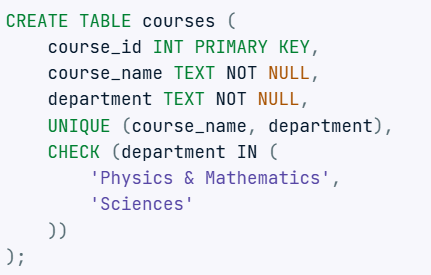 CREATE TABLE courses (
    course_id INT PRIMARY KEY,
    course_name TEXT NOT NULL,
    department TEXT NOT NULL,
    UNIQUE (course_name, department),
    CHECK (department IN (
        'Physics & Mathematics',
        'Sciences'
    ))
);